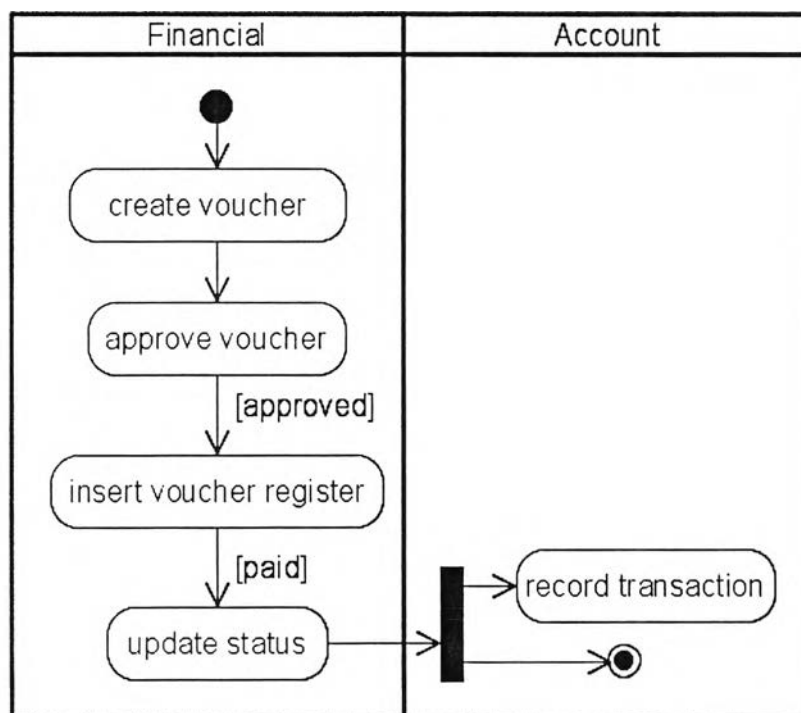 Financial
Account
create voucher
approve voucher
[approved]
insert voucher register
[paid]
update status
record transaction